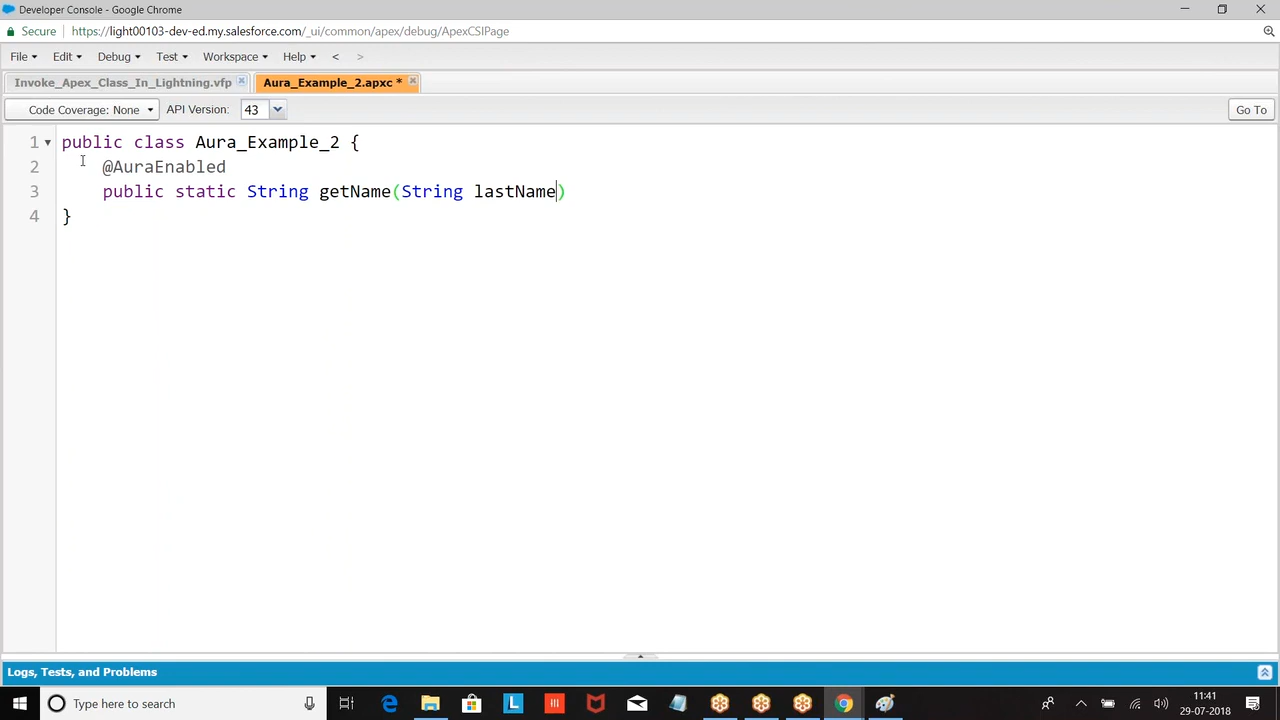 Developer Console - Google Chrome
Secure https://light00103-dev-ed.my.salesforce.com/_ui/common/apex/debug/ApexCSIPage
File Edit Debug Test Workspace Help < >
Invoke_Apex_Class_In_Lightning.vfp Aura_Example_2.apxc *
Code Coverage: None API Version: 43 Go To
1 public class Aura_Example_2 {
2 @AuraEnabled
3 public static String getName(String lastName)
4 }
Logs, Tests, and Problems
Type here to search
11:41
29-07-2018